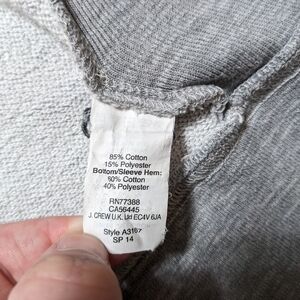 85% Cotton
15% Polyester
Bottom/Sleeve Hem:
60% Cotton
40% Polyester
RN77388
CA56445
J. CREW U.K. Ltd EC4V 6JA
Style A3167
SP 14